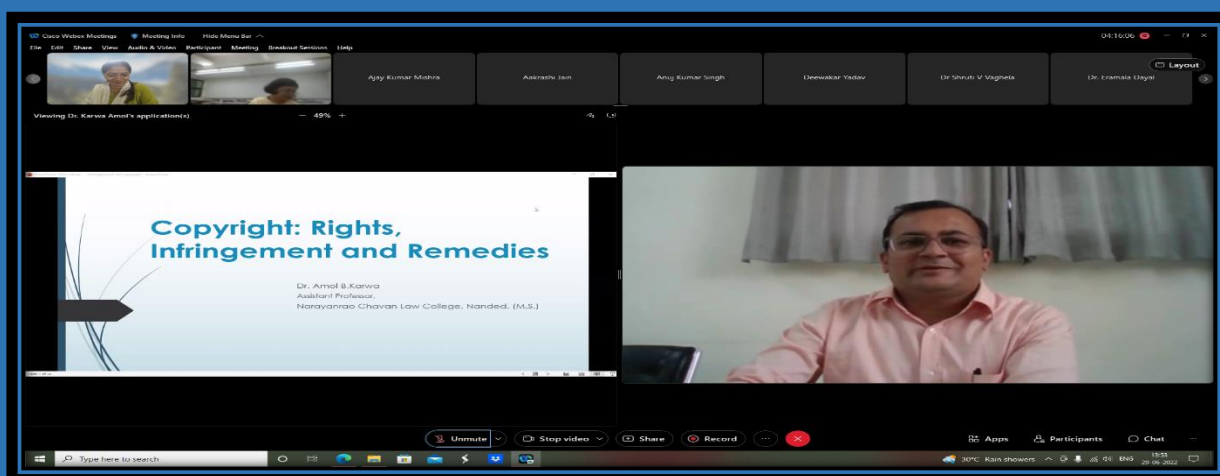 Cisco Webex Meetings Meeting Info Hide Menu Bar
04:16:06
File Edit Share View Audio & Video Participant Meeting Breakout Sessions Help
Layout
Ajay Kumar Mishra
Aakrashi Jain
Anuj Kumar Singh
Deewakar Yadav
Dr Shruti V Vaghela
Dr. Eramala Dayal
Viewing Dr. Karwa Amol's application(s) − 49% +
Copyright: Rights,
Infringement and Remedies
Dr. Amol B.Karwa
Assistant Professor,
Narayanrao Chavan Law College, Nanded. (M.S.)
Unmute Stop video Share Record Apps Participants Chat
Type here to search
30°C Rain showers ENG 13:53
29-06-2022